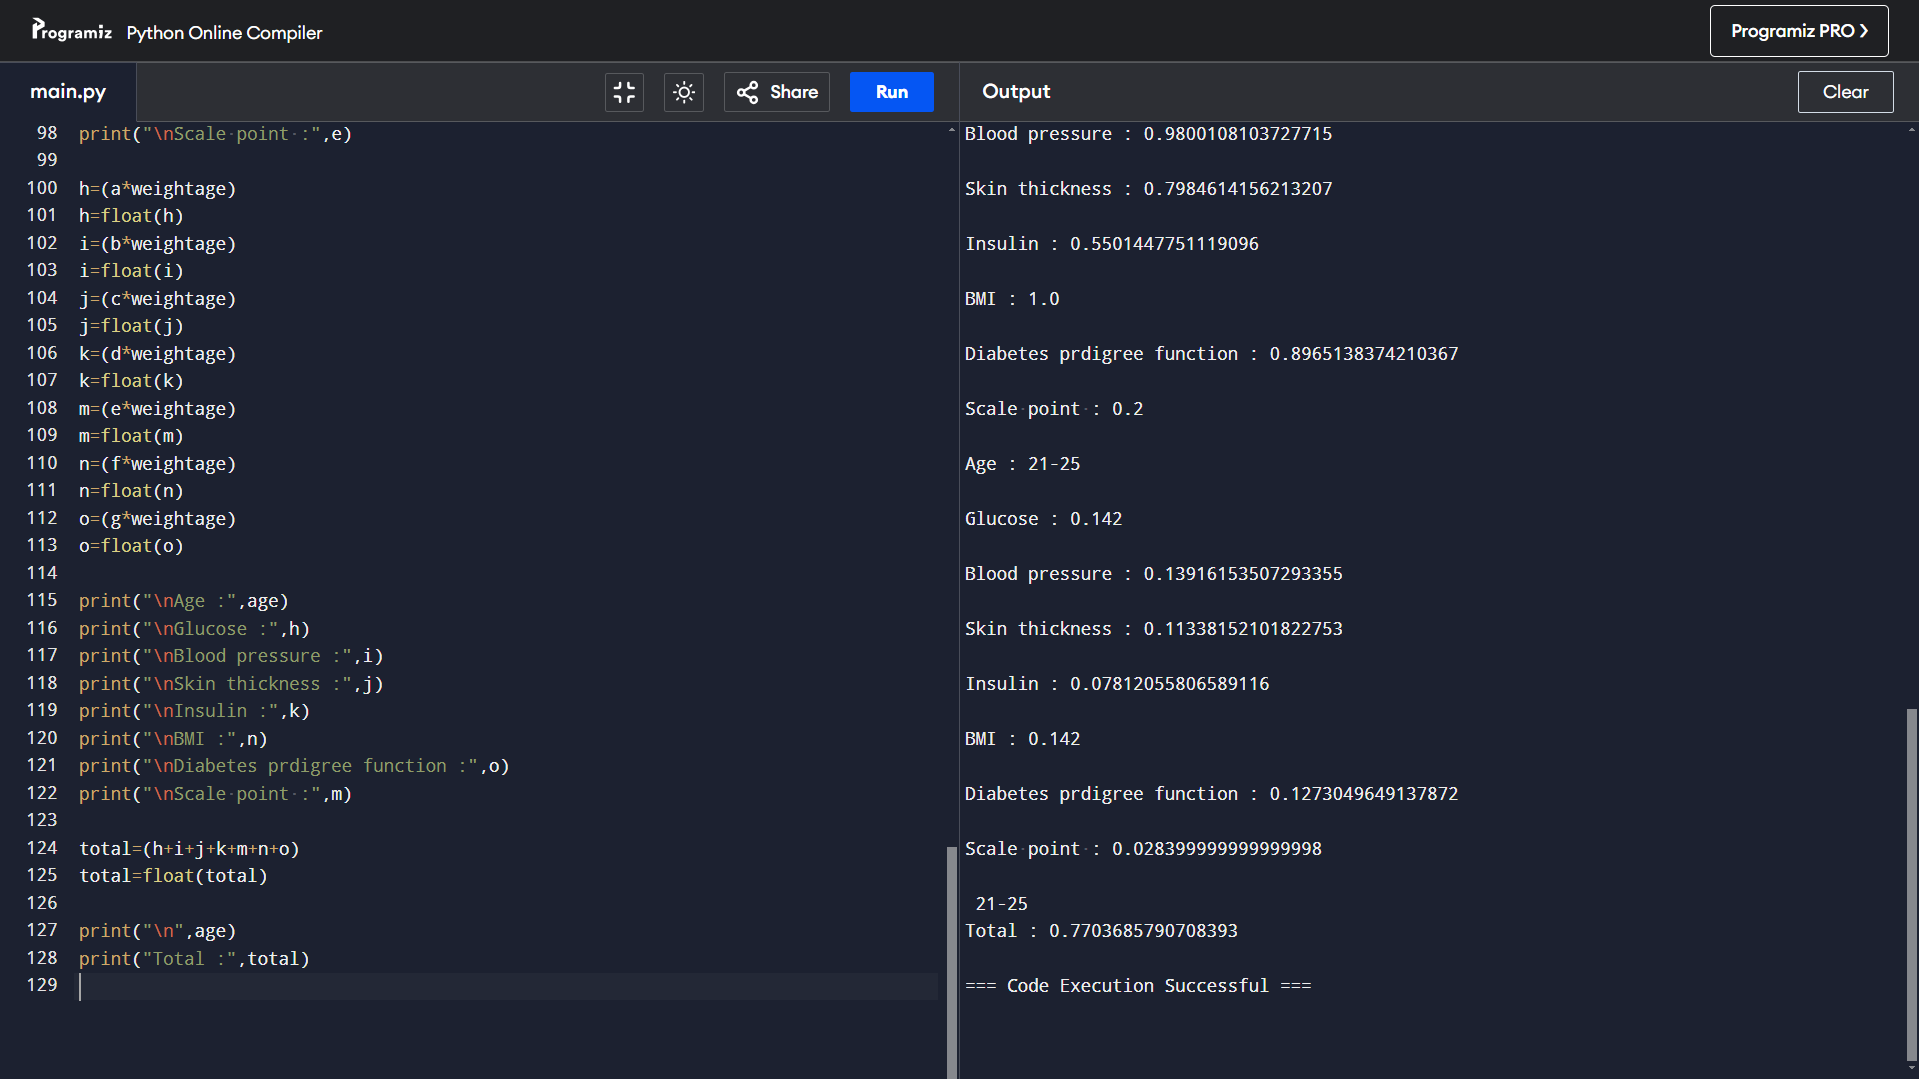 Programiz Python Online Compiler
Programiz PRO ❯
main.py
Share
Run
Output
Clear
98 print("\nScale point :",e)
99
100 h=(a*weightage)
101 h=float(h)
102 i=(b*weightage)
103 i=float(i)
104 j=(c*weightage)
105 j=float(j)
106 k=(d*weightage)
107 k=float(k)
108 m=(e*weightage)
109 m=float(m)
110 n=(f*weightage)
111 n=float(n)
112 o=(g*weightage)
113 o=float(o)
114
115 print("\nAge :",age)
116 print("\nGlucose :",h)
117 print("\nBlood pressure :",i)
118 print("\nSkin thickness :",j)
119 print("\nInsulin :",k)
120 print("\nBMI :",n)
121 print("\nDiabetes prdigree function :",o)
122 print("\nScale point :",m)
123
124 total=(h+i+j+k+m+n+o)
125 total=float(total)
126
127 print("\n",age)
128 print("Total :",total)
129
Blood pressure : 0.9800108103727715
Skin thickness : 0.7984614156213207
Insulin : 0.5501447751119096
BMI : 1.0
Diabetes prdigree function : 0.8965138374210367
Scale point : 0.2
Age : 21-25
Glucose : 0.142
Blood pressure : 0.13916153507293355
Skin thickness : 0.11338152101822753
Insulin : 0.07812055806589116
BMI : 0.142
Diabetes prdigree function : 0.1273049649137872
Scale point : 0.028399999999999998
21-25
Total : 0.7703685790708393
=== Code Execution Successful ===